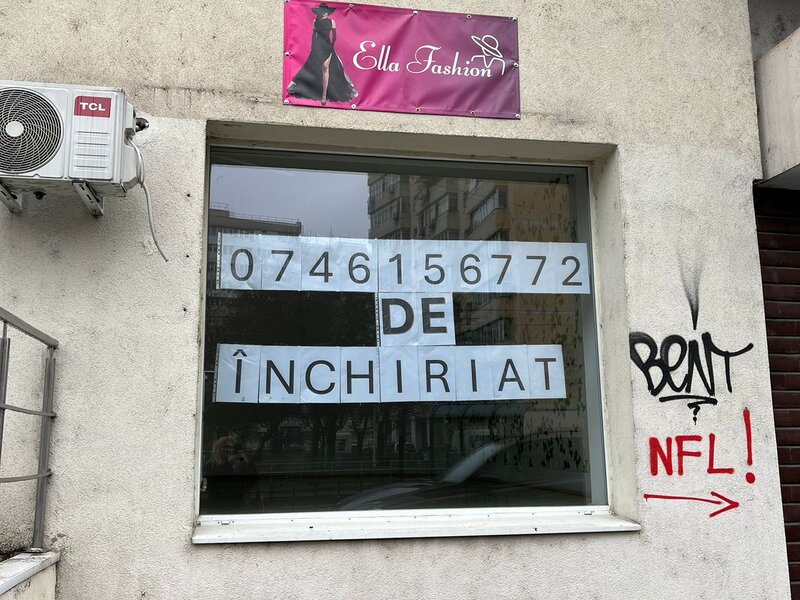 Ella Fashion
TCL
0746156772
DE
ÎNCHIRIAT
BENT
NFL!